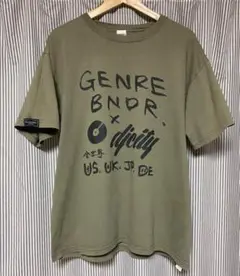 GENRE
BNDR.
×
djcity
US. UK. JP. DE